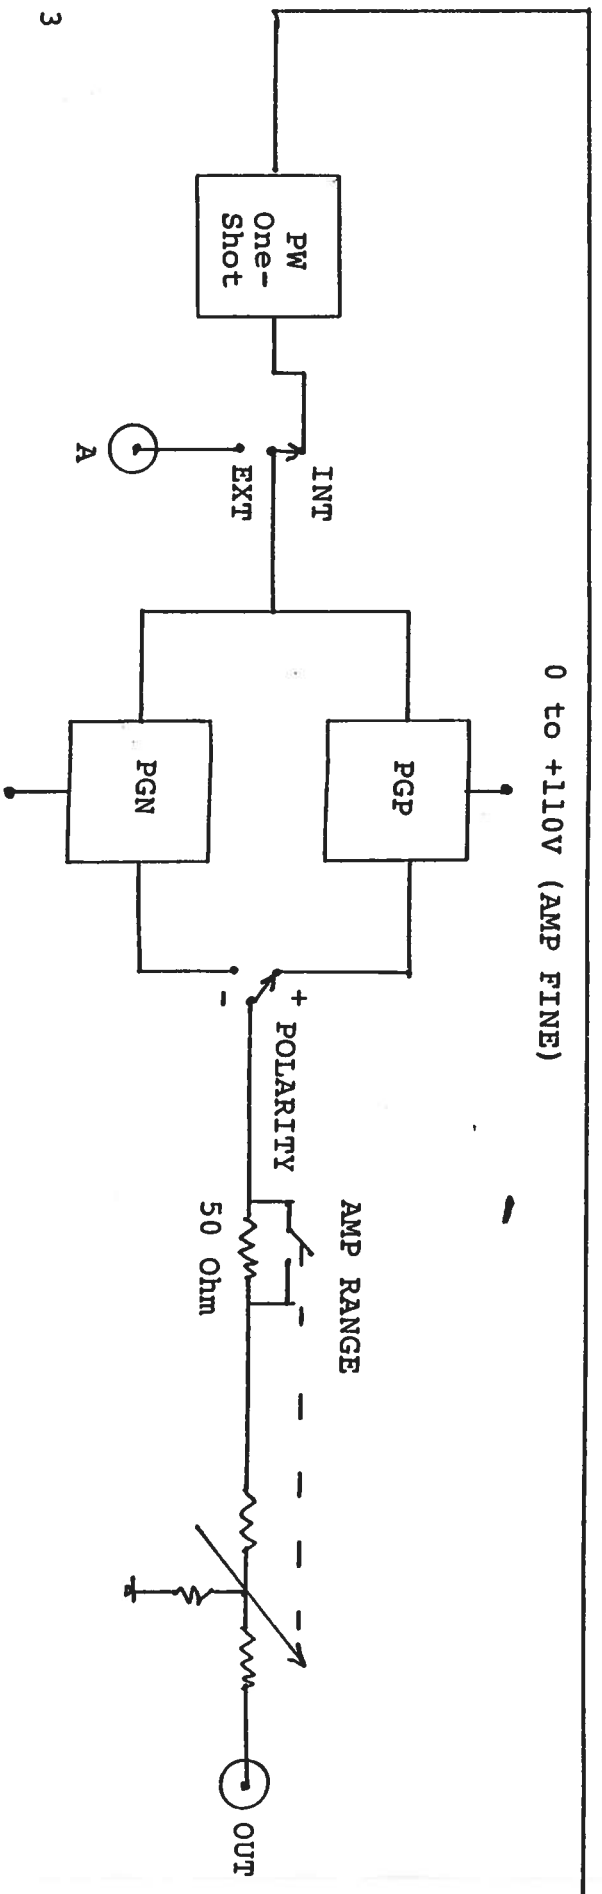 0 to +110V (AMP FINE)
PW
One-
Shot
INT
EXT
A
PGP
PGN
+
-
POLARITY
AMP RANGE
50 Ohm
OUT
3